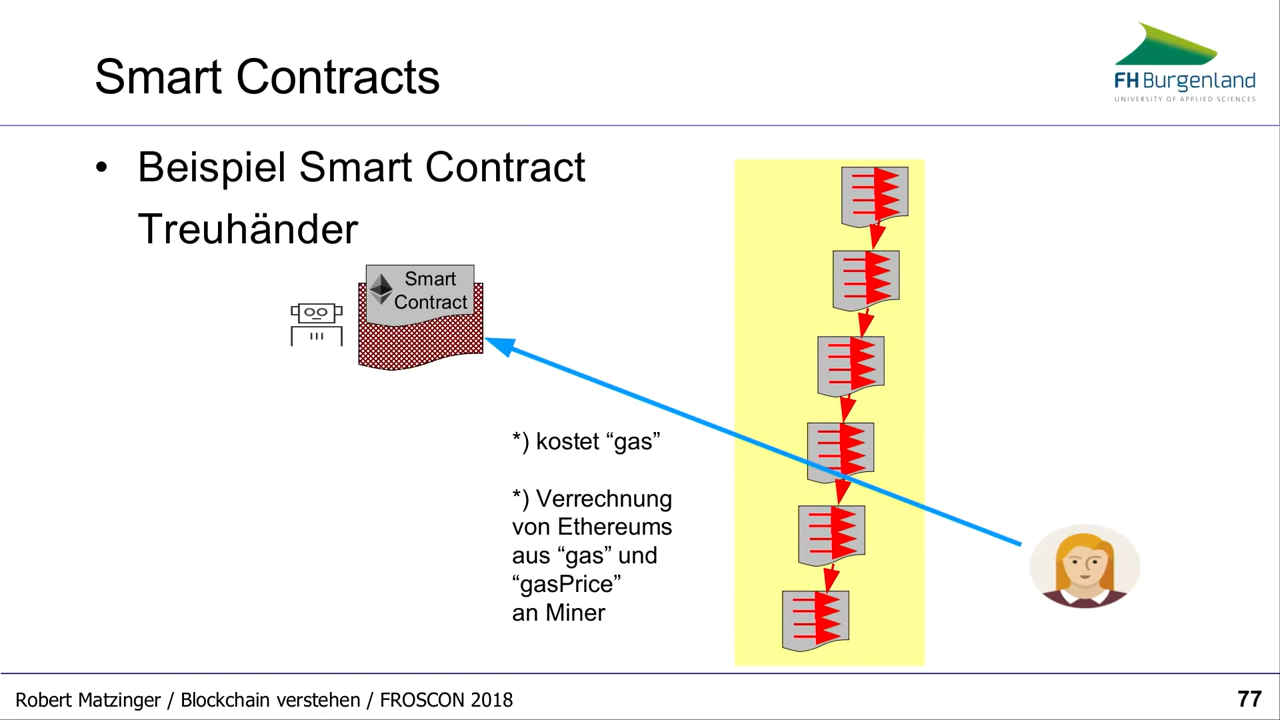 Smart Contracts
FH Burgenland
UNIVERSITY OF APPLIED SCIENCES
• Beispiel Smart Contract
Treuhänder
Smart
Contract
*) kostet “gas”
*) Verrechnung
von Ethereums
aus “gas” und
“gasPrice”
an Miner
Robert Matzinger / Blockchain verstehen / FROSCON 2018
77